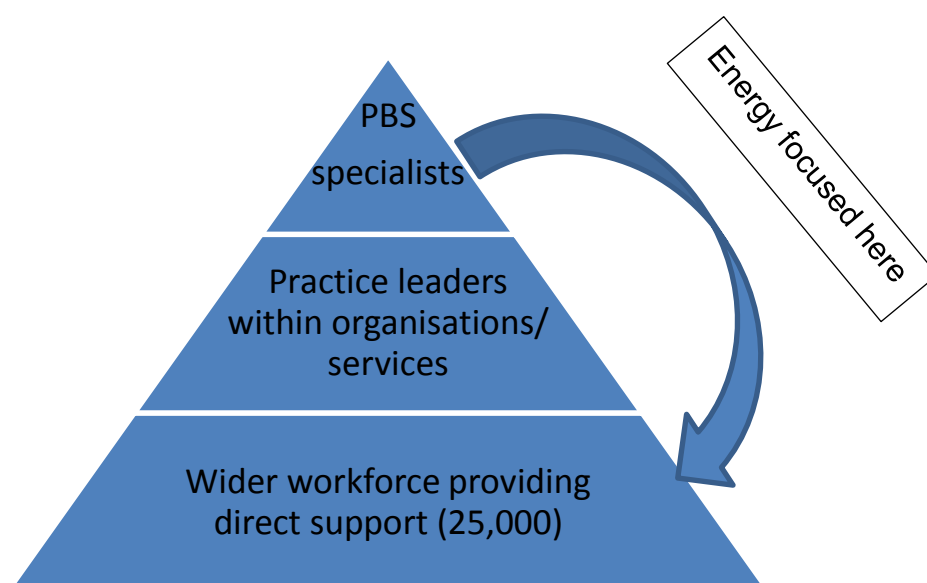 PBS
specialists
Energy focused here
Practice leaders
within organisations/
services
Wider workforce providing
direct support (25,000)